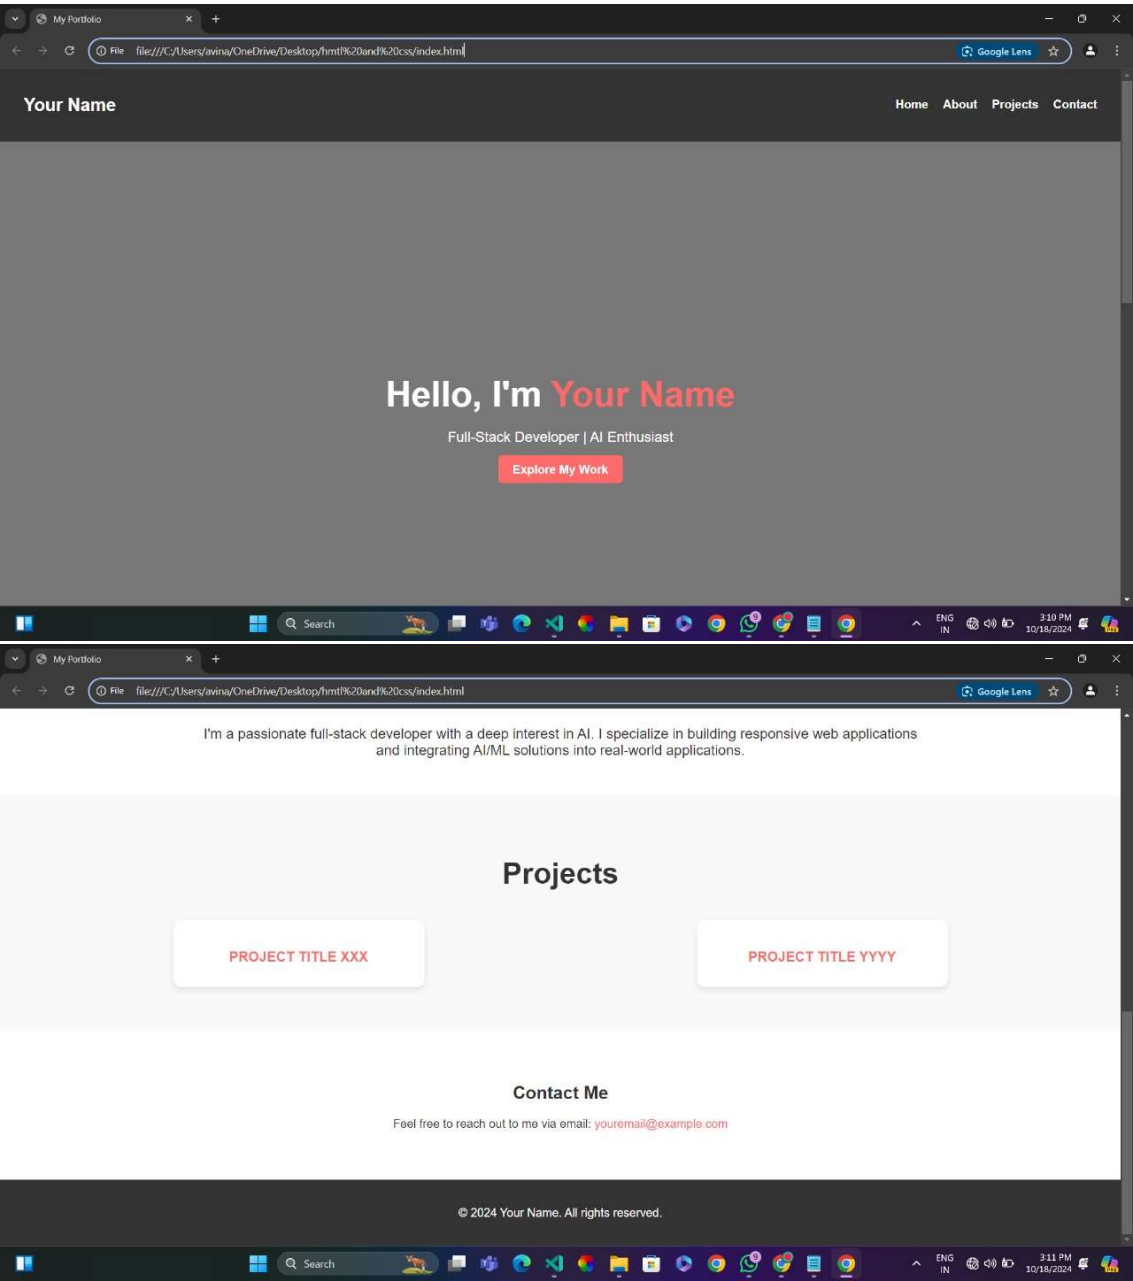 My Portfolio
File file:///C:/Users/avina/OneDrive/Desktop/hmtl%20and%20css/index.html Google Lens
Your Name Home About Projects Contact
Hello, I'm Your Name
Full-Stack Developer | AI Enthusiast
Explore My Work
Search 9 ENG IN 3:10 PM 10/18/2024
My Portfolio
File file:///C:/Users/avina/OneDrive/Desktop/hmtl%20and%20css/index.html Google Lens
I'm a passionate full-stack developer with a deep interest in AI. I specialize in building responsive web applications
and integrating AI/ML solutions into real-world applications.
Projects
PROJECT TITLE XXX PROJECT TITLE YYYY
Contact Me
Feel free to reach out to me via email: youremail@example.com
© 2024 Your Name. All rights reserved.
Search 9 ENG IN 3:11 PM 10/18/2024